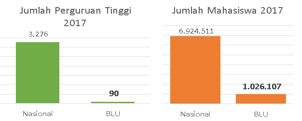 Jumlah Perguruan Tinggi
2017
3,276
90
Nasional BLU
Jumlah Mahasiswa 2017
6,924,511
1.026.107
Nasional BLU